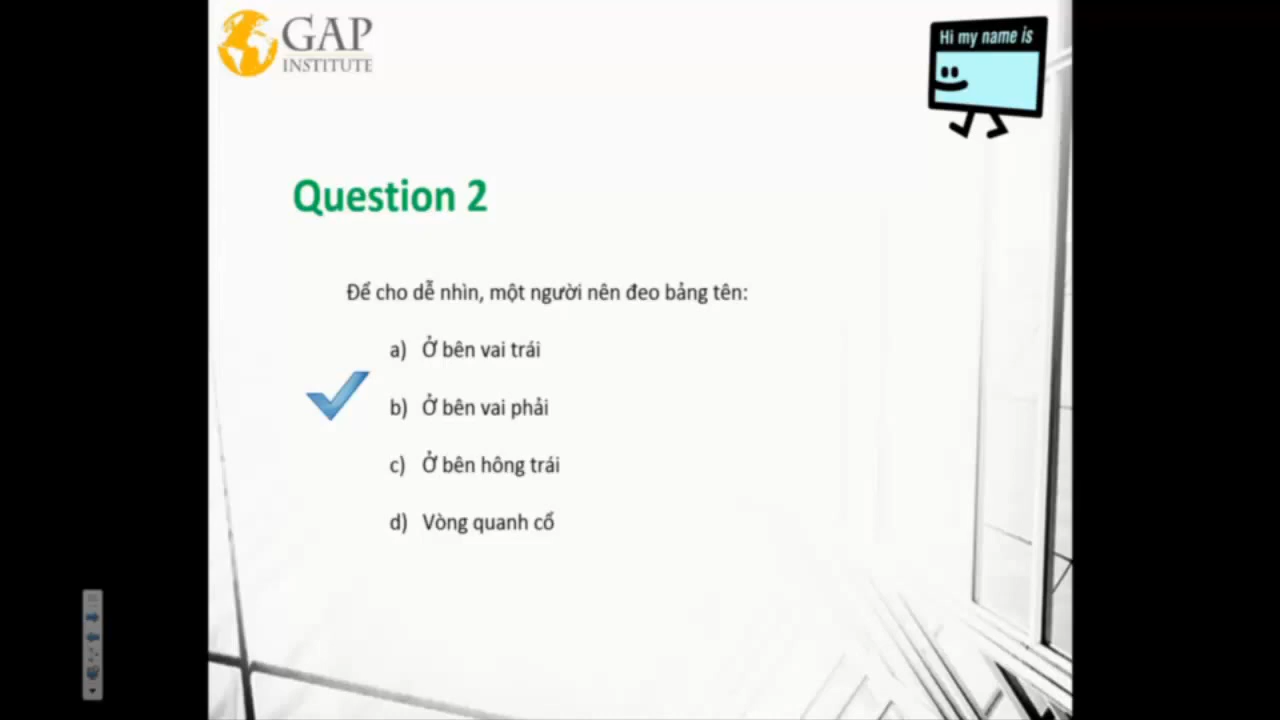 GAP
INSTITUTE
Hi my name is
Question 2
Để cho dễ nhìn, một người nên đeo bảng tên:
a) Ở bên vai trái
b) Ở bên vai phải
c) Ở bên hông trái
d) Vòng quanh cổ